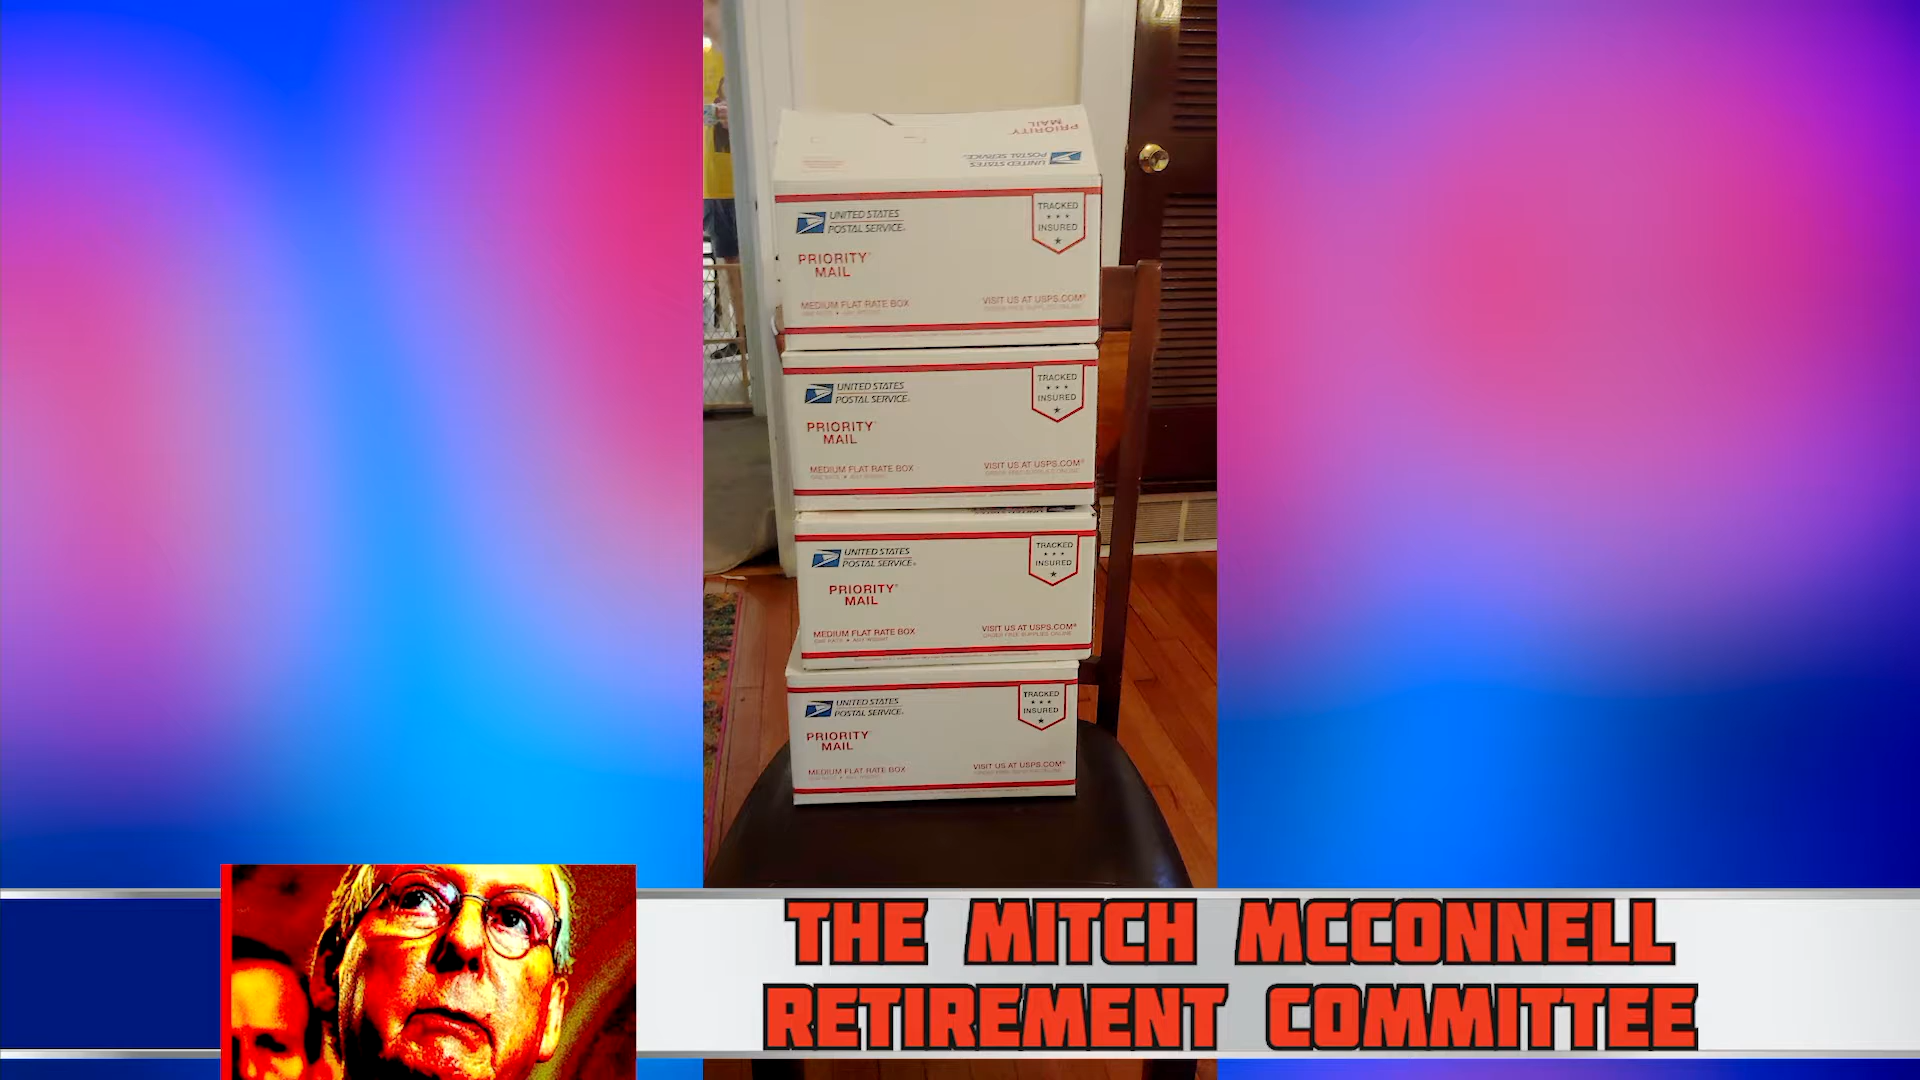 PRIORITY
MAIL
UNITED STATES
POSTAL SERVICE.
UNITED STATES
POSTAL SERVICE.
TRACKED
INSURED
PRIORITY
MAIL
MEDIUM FLAT RATE BOX
VISIT US AT USPS.COM®
UNITED STATES
POSTAL SERVICE.
TRACKED
INSURED
PRIORITY
MAIL
MEDIUM FLAT RATE BOX
VISIT US AT USPS.COM®
UNITED STATES
POSTAL SERVICE.
TRACKED
INSURED
PRIORITY
MAIL
MEDIUM FLAT RATE BOX
VISIT US AT USPS.COM®
ORDER FREE SUPPLIES ONLINE
UNITED STATES
POSTAL SERVICE.
TRACKED
INSURED
PRIORITY
MAIL
MEDIUM FLAT RATE BOX
VISIT US AT USPS.COM®
THE MITCH MCCONNELL
RETIREMENT COMMITTEE